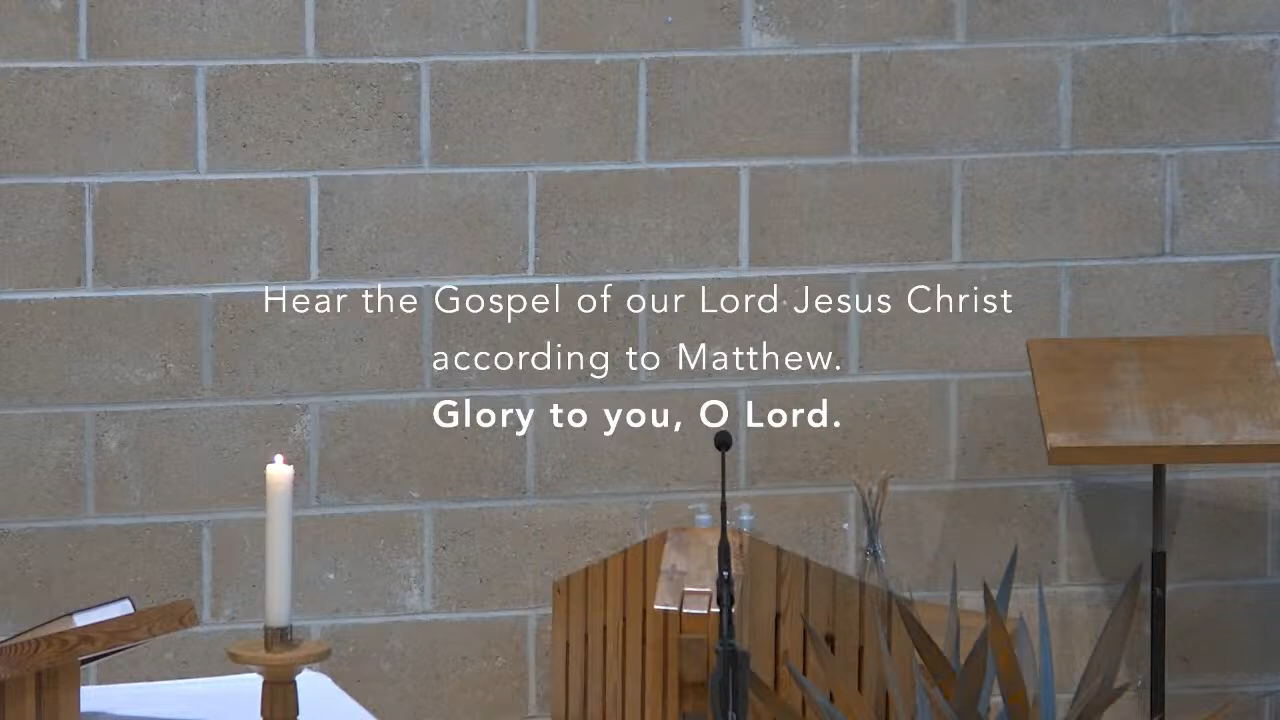 Hear the Gospel of our Lord Jesus Christ
according to Matthew.
Glory to you, O Lord.